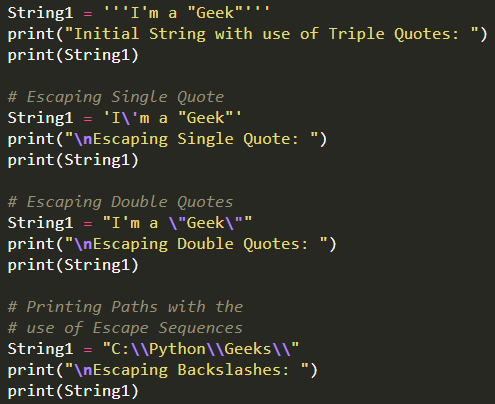 String1 = '''I'm a "Geek"'''
print("Initial String with use of Triple Quotes: ")
print(String1)

# Escaping Single Quote
String1 = 'I\'m a "Geek"'
print("\nEscaping Single Quote: ")
print(String1)

# Escaping Double Quotes
String1 = "I'm a \"Geek\""
print("\nEscaping Double Quotes: ")
print(String1)

# Printing Paths with the
# use of Escape Sequences
String1 = "C:\\Python\\Geeks\\"
print("\nEscaping Backslashes: ")
print(String1)